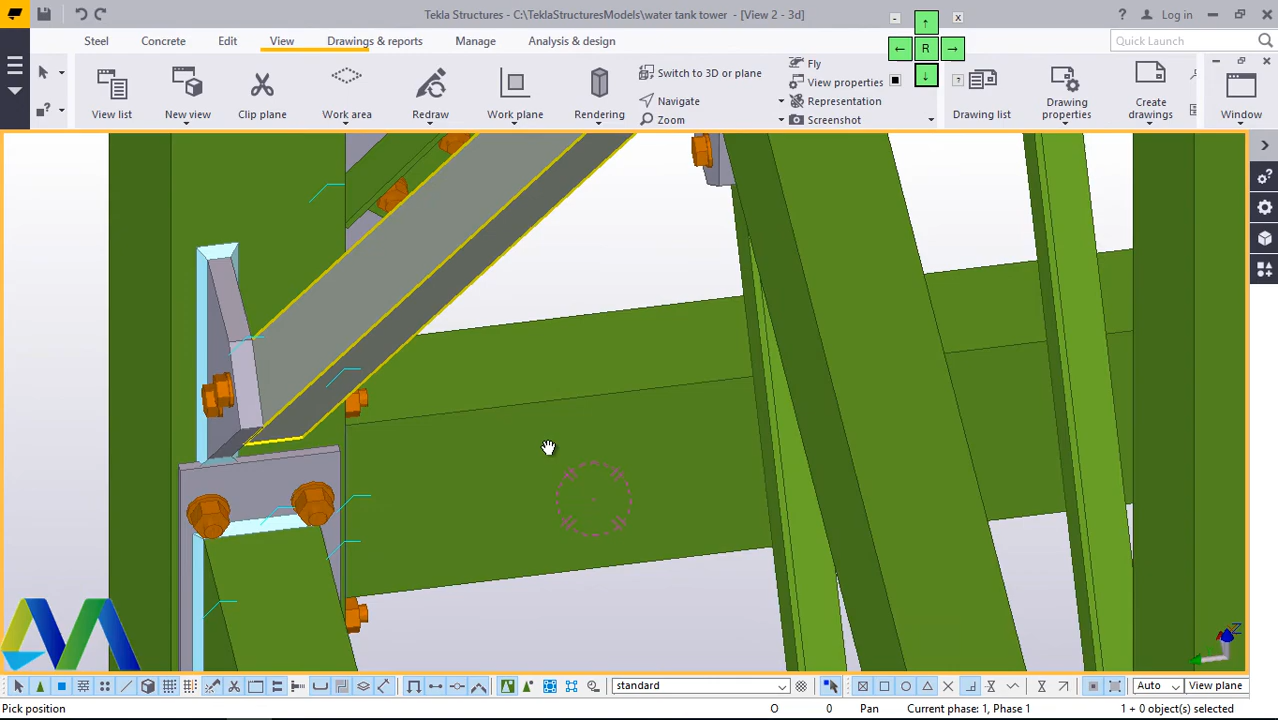 Tekla Structures - C:\TeklaStructuresModels\water tank tower - [View 2 - 3d]
Log in
Steel
Concrete
Edit
View
Drawings & reports
Manage
Analysis & design
Quick Launch
R
View list
New view
Clip plane
Work area
Redraw
Work plane
Rendering
Switch to 3D or plane
Navigate
Zoom
Fly
View properties
Representation
Screenshot
Drawing list
Drawing properties
Create drawings
Window
Z
standard
Auto
View plane
Pick position
O
0
Pan
Current phase: 1, Phase 1
1 + 0 object(s) selected